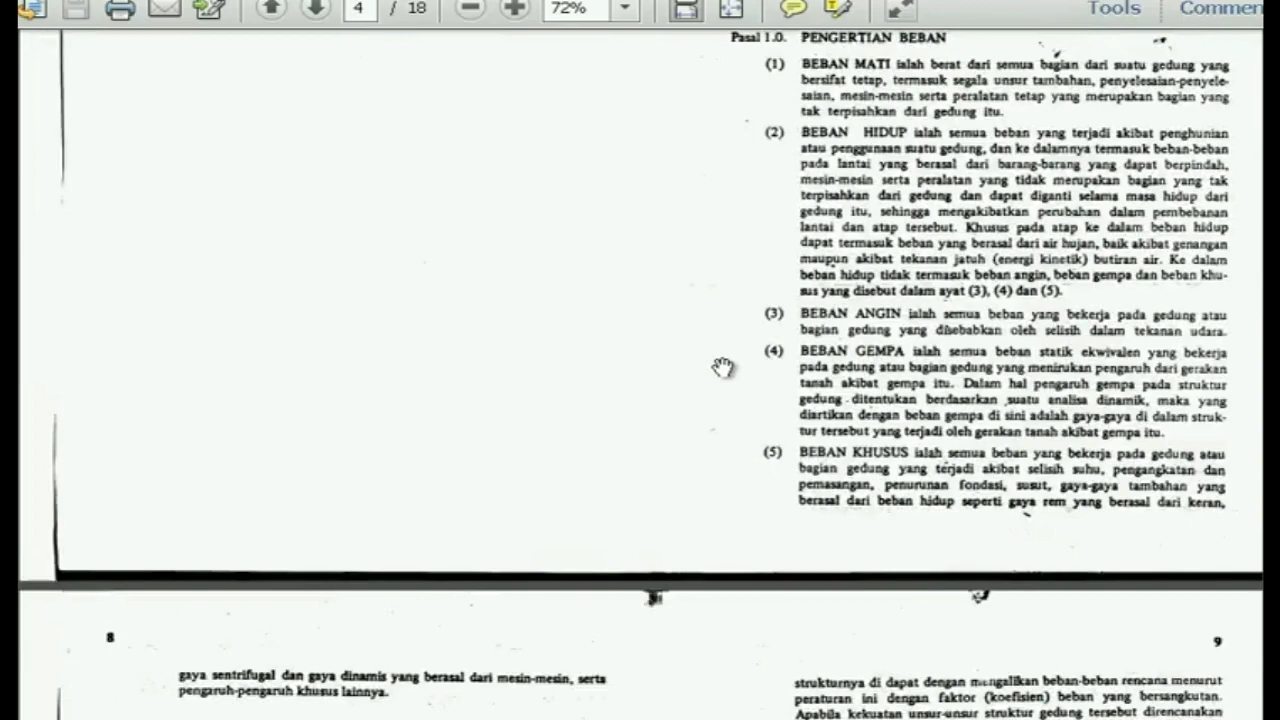 4 / 18
72%
Tools
Commen
Pasal 1.0. PENGERTIAN BEBAN
(1) BEBAN MATI ialah berat dari semua bagian dari suatu gedung yang
bersifat tetap, termasuk segala unsur tambahan, penyelesaian-penyele-
saian, mesin-mesin serta peralatan tetap yang merupakan bagian yang
tak terpisahkan dari gedung itu.
(2) BEBAN HIDUP ialah semua beban yang terjadi akibat penghunian
atau penggunaan suatu gedung, dan ke dalamnya termasuk beban-beban
pada lantai yang berasal dari barang-barang yang dapat berpindah,
mesin-mesin serta peralatan yang tidak merupakan bagian yang tak
terpisahkan dari gedung dan dapat diganti selama masa hidup dari
gedung itu, sehingga mengakibatkan perubahan dalam pembebanan
lantai dan atap tersebut. Khusus pada atap ke dalam beban hidup
dapat termasuk beban yang berasal dari air hujan, baik akibat genangan
maupun akibat tekanan jatuh (energi kinetik) butiran air. Ke dalam
beban hidup tidak termasuk beban angin, beban gempa dan beban khu-
sus yang disebut dalam ayat (3), (4) dan (5).
(3) BEBAN ANGIN ialah semua beban yang bekerja pada gedung atau
bagian gedung yang disebabkan oleh selisih dalam tekanan udara.
(4) BEBAN GEMPA ialah semua beban statik ekwivalen yang bekerja
pada gedung atau bagian gedung yang menirukan pengaruh dari gerakan
tanah akibat gempa itu. Dalam hal pengaruh gempa pada struktur
gedung ditentukan berdasarkan suatu analisa dinamik, maka yang
diartikan dengan beban gempa di sini adalah gaya-gaya di dalam struk-
tur tersebut yang terjadi oleh gerakan tanah akibat gempa itu.
(5) BEBAN KHUSUS ialah semua beban yang bekerja pada gedung atau
bagian gedung yang terjadi akibat selisih suhu, pengangkatan dan
pemasangan, penurunan fondasi, susut, gaya-gaya tambahan yang
berasal dari beban hidup seperti gaya rem yang berasal dari keran,
8
gaya sentrifugal dan gaya dinamis yang berasal dari mesin-mesin, serta
pengaruh-pengaruh khusus lainnya.
9
strukturnya di dapat dengan mengalikan beban-beban rencana menurut
peraturan ini dengan faktor (koefisien) beban yang bersangkutan.
Apabila kekuatan unsur-unsur struktur gedung tersebut direncanakan